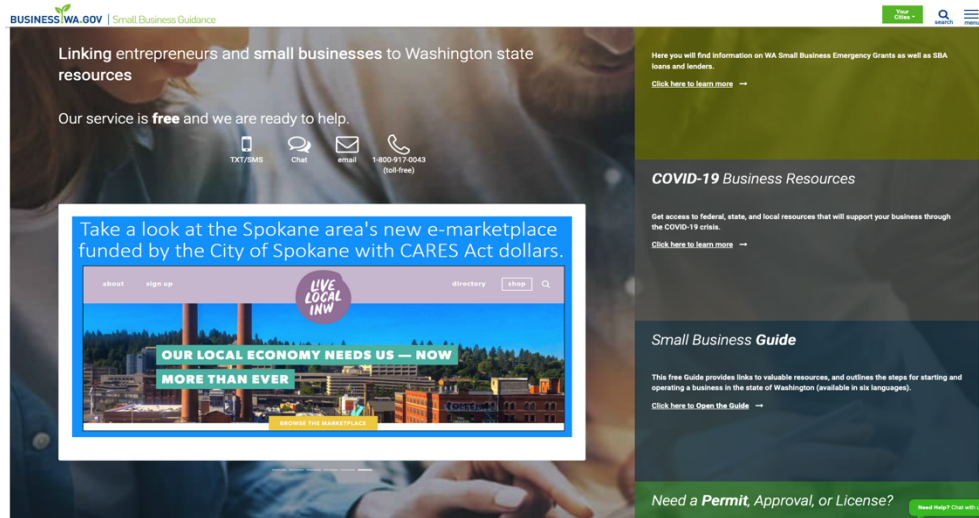 BUSINESS WA.GOV | Small Business Guidance
Your
Cities
search
menu
Linking entrepreneurs and small businesses to Washington state
resources
Our service is free and we are ready to help.
TXT/SMS
Chat
email
1-800-917-0043
(toll-free)
Take a look at the Spokane area's new e-marketplace
funded by the City of Spokane with CARES Act dollars.
about
sign up
LIVE
LOCAL
INW
directory
shop
OUR LOCAL ECONOMY NEEDS US — NOW
MORE THAN EVER
BROWSE THE MARKETPLACE
Here you will find information on WA Small Business Emergency Grants as well as SBA
loans and lenders.
Click here to learn more →
COVID-19 Business Resources
Get access to federal, state, and local resources that will support your business through
the COVID-19 crisis.
Click here to learn more →
Small Business Guide
This free Guide provides links to valuable resources, and outlines the steps for starting and
operating a business in the state of Washington (available in six languages).
Click here to Open the Guide →
Need a Permit, Approval, or License?
Need Help? Chat with